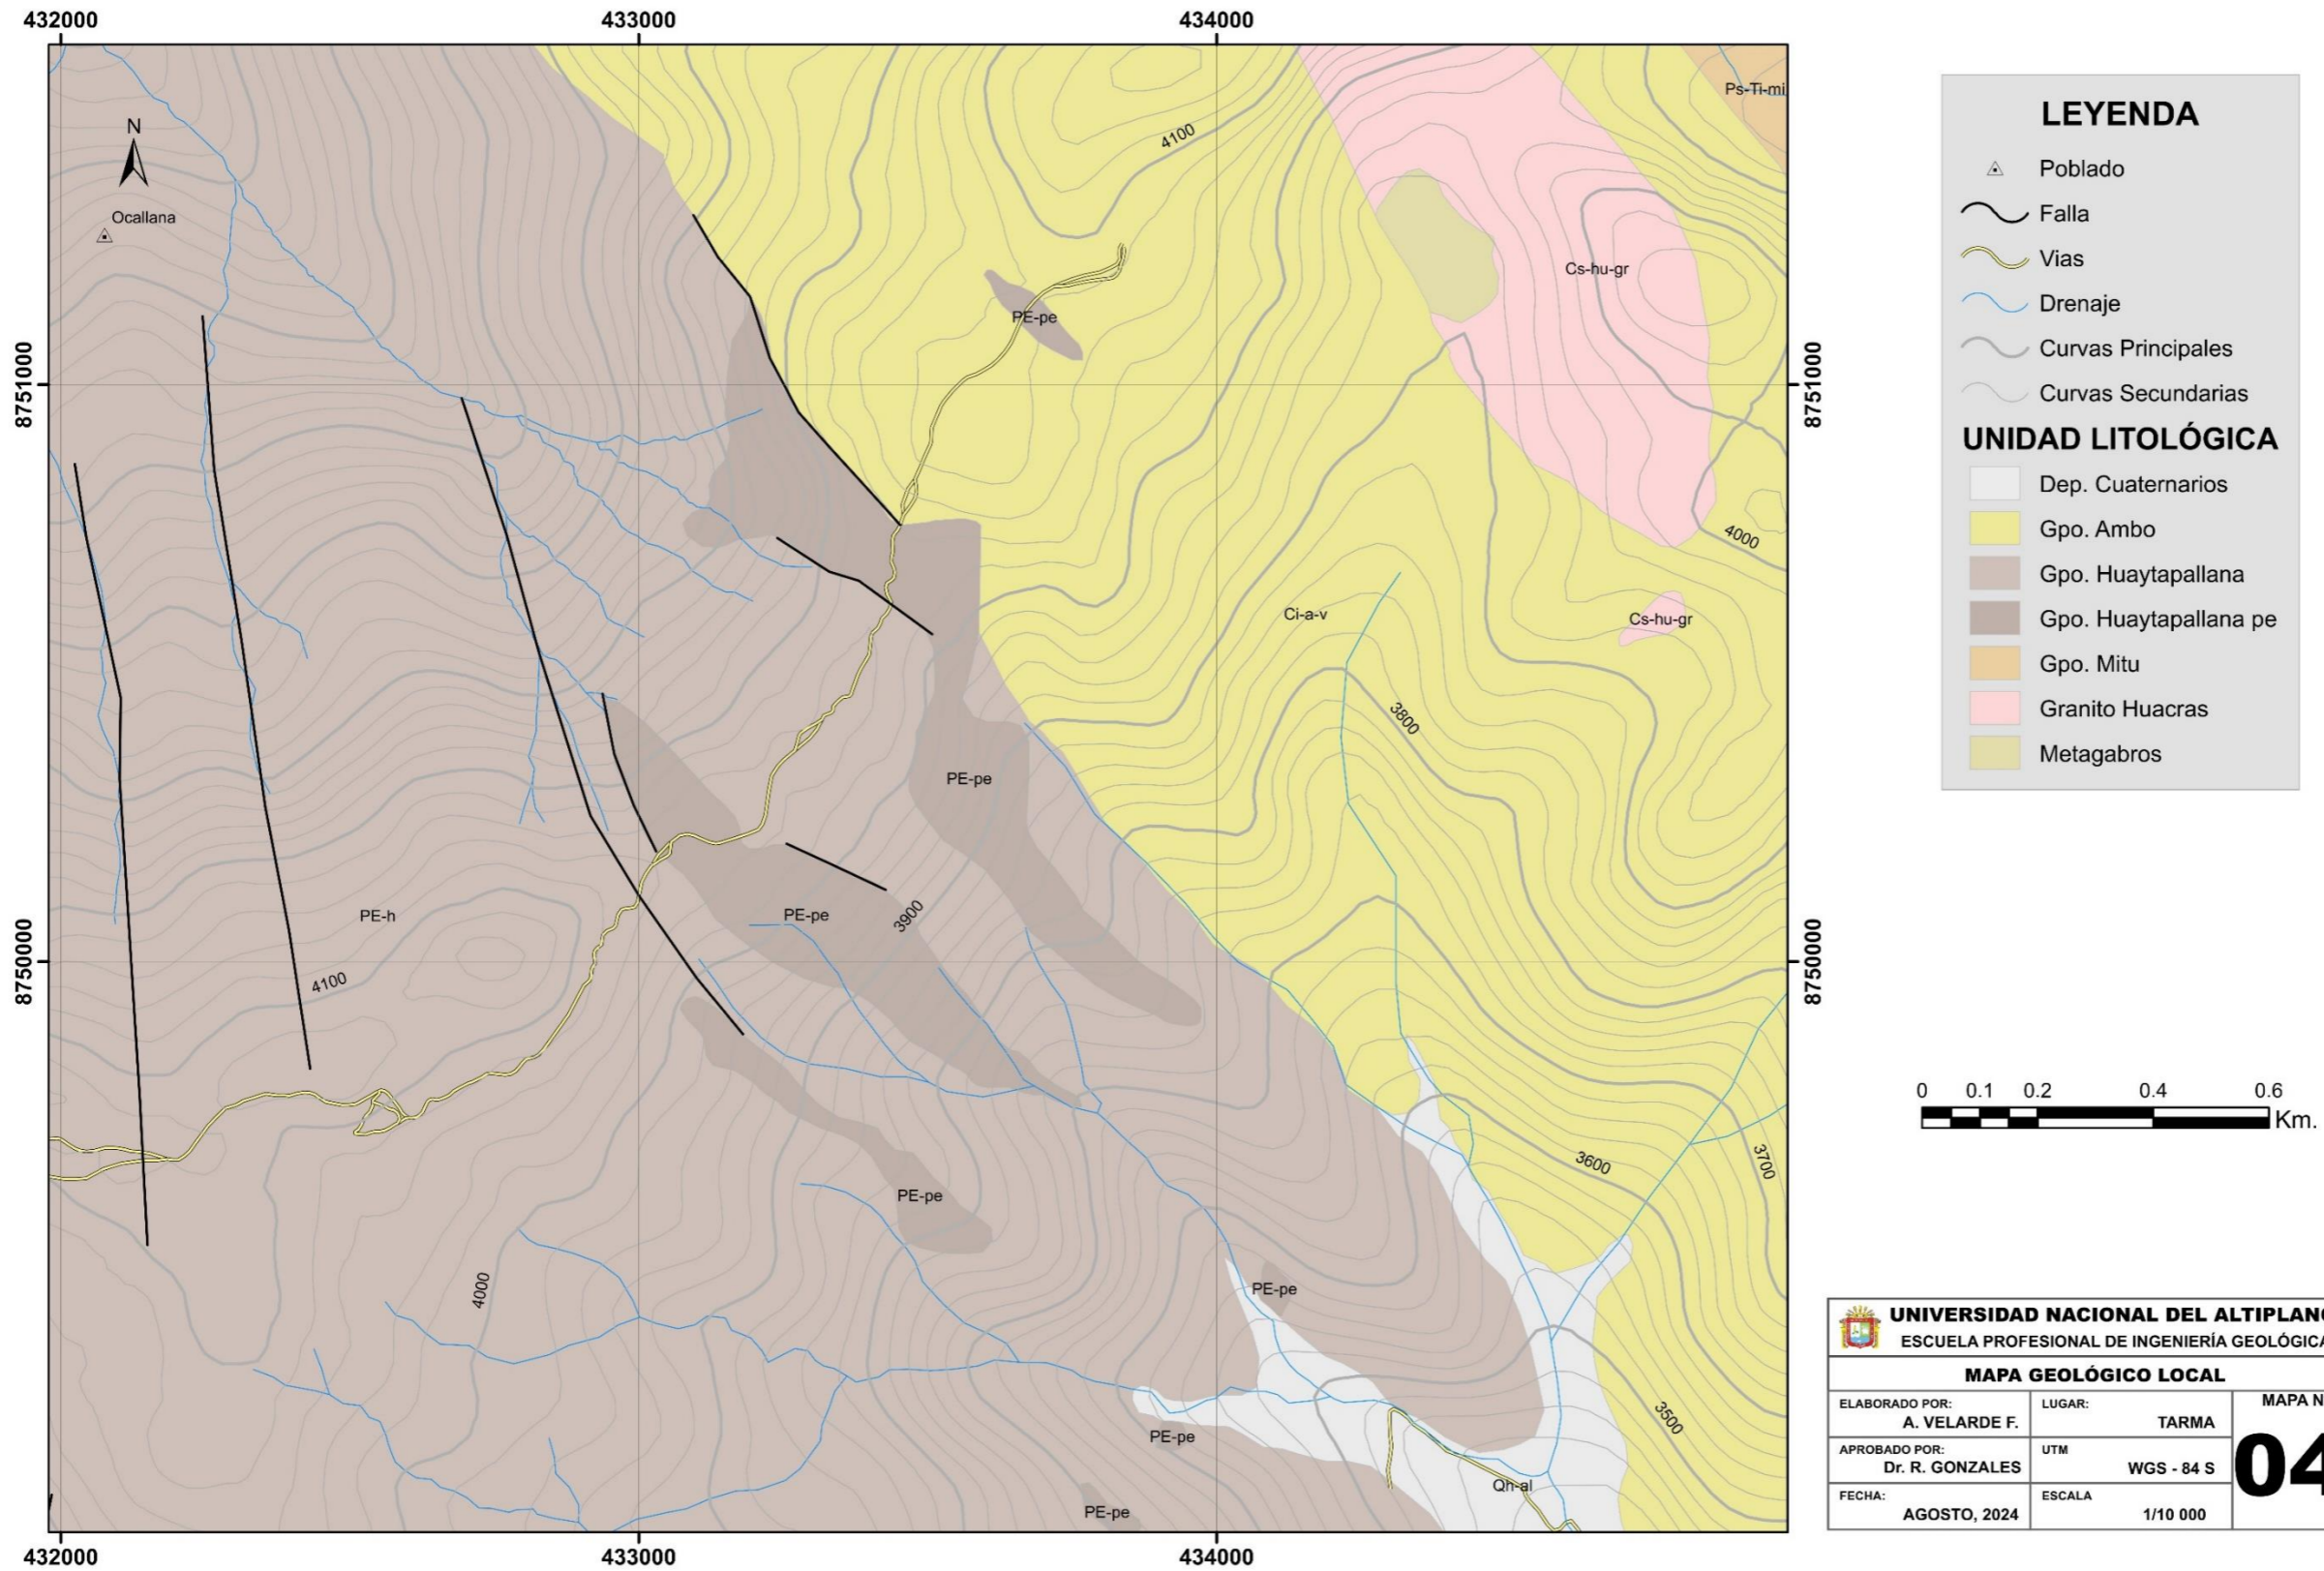 432000
433000
434000
N
Ocallana
4100
Ps-Ti-mi
Cs-hu-gr
PE-pe
8751000
8751000
4000
Ci-a-v
Cs-hu-gr
3800
PE-pe
PE-h
PE-pe
3900
4100
8750000
8750000
3600
3700
PE-pe
4000
PE-pe
3500
PE-pe
Qh-al
PE-pe
432000
433000
434000
LEYENDA
Poblado
Falla
Vias
Drenaje
Curvas Principales
Curvas Secundarias
UNIDAD LITOLÓGICA
Dep. Cuaternarios
Gpo. Ambo
Gpo. Huaytapallana
Gpo. Huaytapallana pe
Gpo. Mitu
Granito Huacras
Metagabros
0 0.1 0.2 0.4 0.6
Km.
UNIVERSIDAD NACIONAL DEL ALTIPLANO
ESCUELA PROFESIONAL DE INGENIERÍA GEOLÓGICA
MAPA GEOLÓGICO LOCAL
ELABORADO POR:
A. VELARDE F.
LUGAR:
TARMA
MAPA N
APROBADO POR:
Dr. R. GONZALES
UTM
WGS - 84 S
04
FECHA:
AGOSTO, 2024
ESCALA
1/10 000